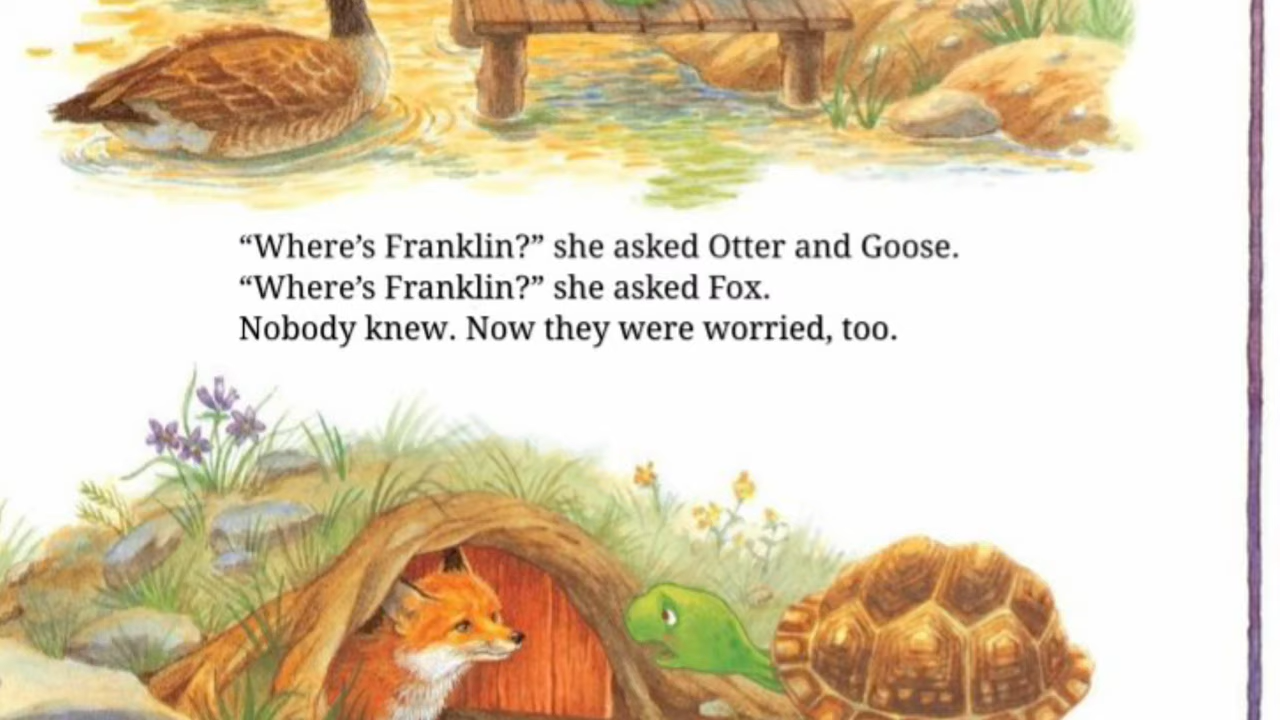 “Where’s Franklin?” she asked Otter and Goose.
“Where’s Franklin?” she asked Fox.
Nobody knew. Now they were worried, too.